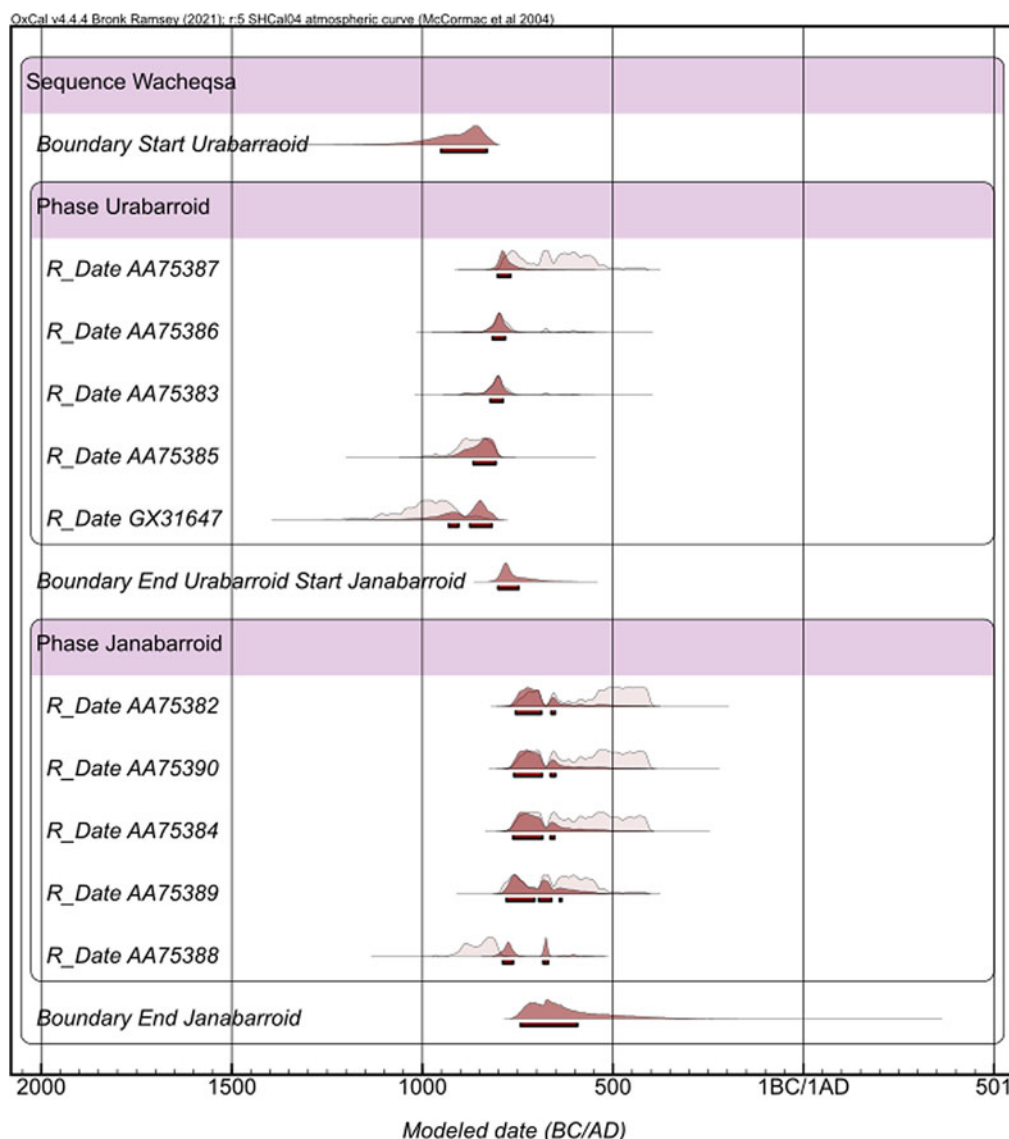 OxCal v4.4.4 Bronk Ramsey (2021); r:5 SHCal04 atmospheric curve (McCormac et al 2004)
Sequence Wacheqsa
Boundary Start Urabarraoid
Phase Urabarroid
R_Date AA75387
R_Date AA75386
R_Date AA75383
R_Date AA75385
R_Date GX31647
Boundary End Urabarroid Start Janabarroid
Phase Janabarroid
R_Date AA75382
R_Date AA75390
R_Date AA75384
R_Date AA75389
R_Date AA75388
Boundary End Janabarroid
2000 1500 1000 500 1BC/1AD 501
Modeled date (BC/AD)